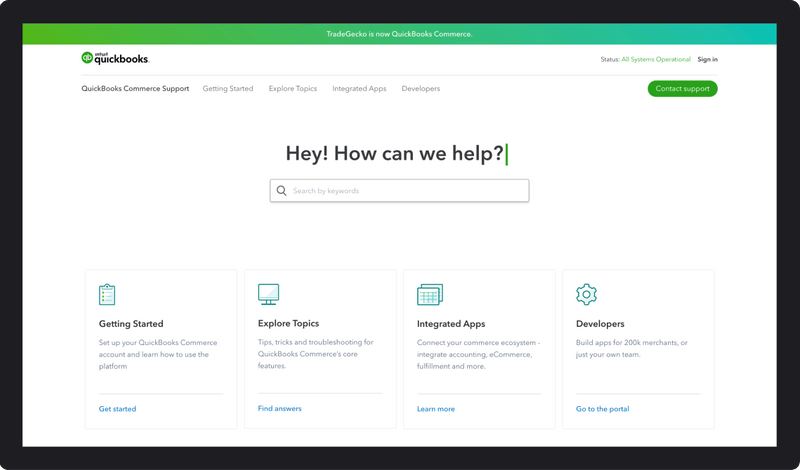 TradeGecko is now QuickBooks Commerce.
intuit
quickbooks.
Status: All Systems Operational Sign in
QuickBooks Commerce Support Getting Started Explore Topics Integrated Apps Developers Contact support
Hey! How can we help?
Search by keywords
Getting Started
Set up your QuickBooks Commerce
account and learn how to use the
platform
Get started
Explore Topics
Tips, tricks and troubleshooting for
QuickBooks Commerce's core
features.
Find answers
Integrated Apps
Connect your commerce ecosystem -
integrate accounting, eCommerce,
fulfillment and more.
Learn more
Developers
Build apps for 200k merchants, or
just your own team.
Go to the portal